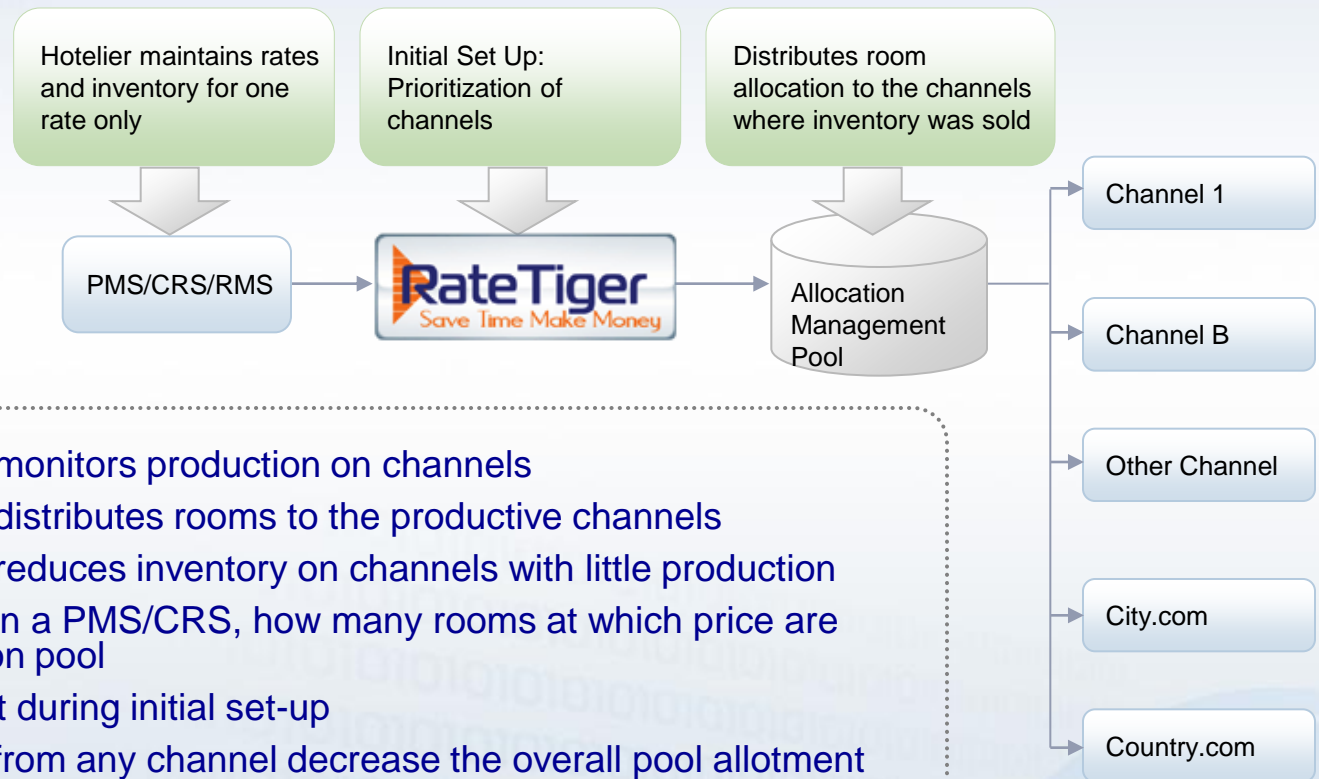 Hotelier maintains rates
and inventory for one
rate only
Initial Set Up:
Prioritization of
channels
Distributes room
allocation to the channels
where inventory was sold
PMS/CRS/RMS
RateTiger
Save Time Make Money
Allocation
Management
Pool
Channel 1
Channel B
Other Channel
City.com
Country.com
monitors production on channels
distributes rooms to the productive channels
reduces inventory on channels with little production
n a PMS/CRS, how many rooms at which price are
on pool
t during initial set-up
from any channel decrease the overall pool allotment